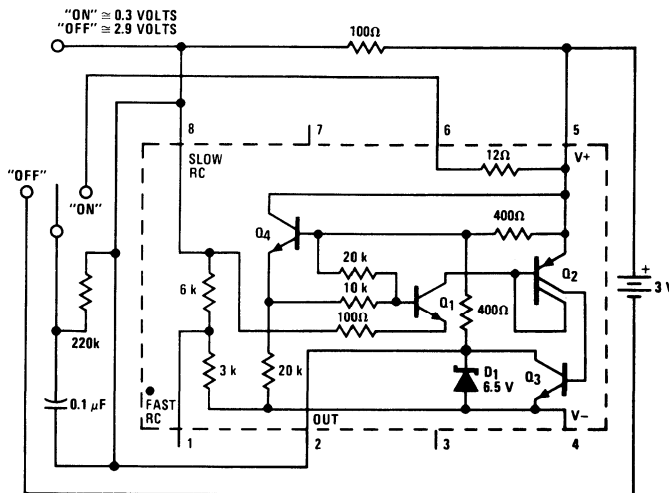 "ON" ≅ 0.3 VOLTS
"OFF" ≅ 2.9 VOLTS
100Ω
8
7
6
5
SLOW
RC
12Ω
V+
"OFF"
"ON"
Q4
400Ω
Q2
20 k
+
6 k
10 k
Q1
3 V
100Ω
400Ω
220k
3 k
20 k
D1
6.5 V
Q3
0.1 µF
FAST
RC
OUT
V−
1
2
3
4